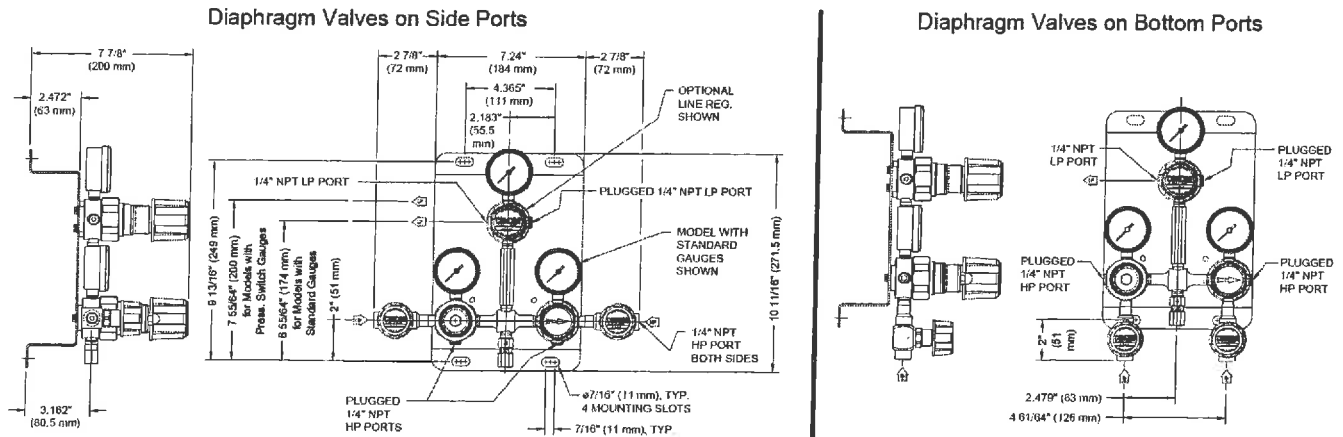 Diaphragm Valves on Side Ports
7 7/8"
(200 mm)
2.472"
(63 mm)
3.162"
(80.5 mm)
2 7/8"
(72 mm)
7.24"
(184 mm)
2 7/8"
(72 mm)
4.365"
(111 mm)
2.183"
(55.5
mm)
OPTIONAL
LINE REG.
SHOWN
1/4" NPT LP PORT
PLUGGED 1/4" NPT LP PORT
MODEL WITH
STANDARD
GAUGES
SHOWN
9 13/16" (249 mm)
7 55/64" (200 mm)
for Models with
Press. Switch Gauges
6 55/64" (174 mm)
for Models with
Standard Gauges
2" (51 mm)
10 11/16" (271.5 mm)
1/4" NPT
HP PORT
BOTH SIDES
PLUGGED
1/4" NPT
HP PORTS
ø7/16" (11 mm), TYP.
4 MOUNTING SLOTS
7/16" (11 mm), TYP.
Diaphragm Valves on Bottom Ports
1/4" NPT
LP PORT
PLUGGED
1/4" NPT
LP PORT
PLUGGED
1/4" NPT
HP PORT
PLUGGED
1/4" NPT
HP PORT
2"
(51
mm)
2.479" (63 mm)
4 61/64" (126 mm)